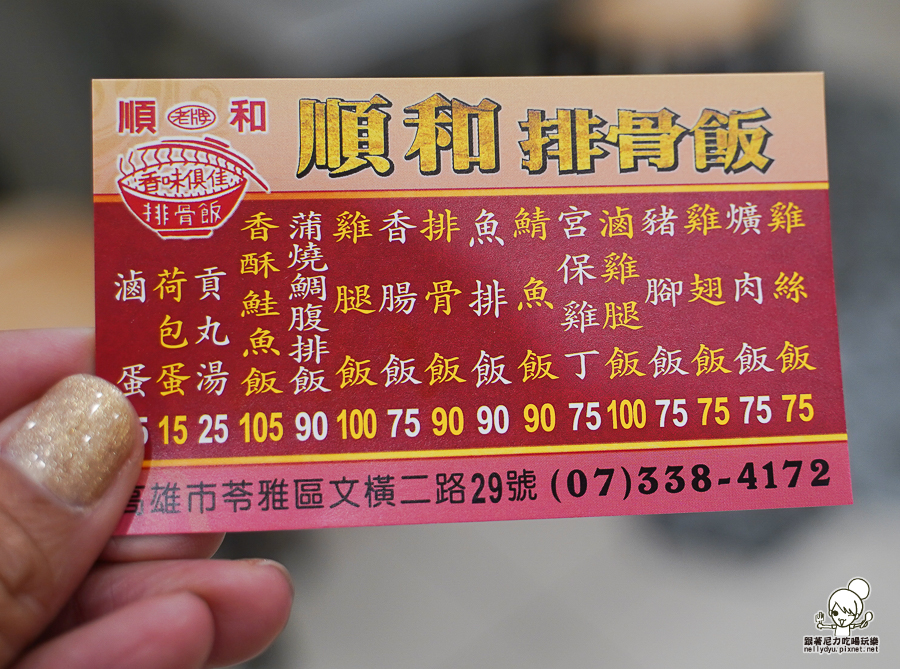 順 老牌 和
香味俱佳
排骨飯
順和排骨飯
雞絲飯 75
爌肉飯 75
雞翅飯 75
豬腳飯 75
滷雞腿飯 100
宮保雞丁 75
鯖魚飯 90
魚排飯 90
排骨飯 90
香腸飯 75
雞腿飯 100
蒲燒鯛腹排飯 90
香酥鮭魚飯 105
貢丸湯 25
荷包蛋 15
滷蛋 5
高雄市苓雅區文橫二路29號 (07)338-4172
跟著尼力吃喝玩樂
nellydyu.pixnet.net